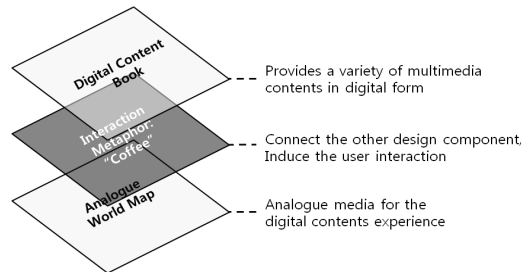 Digital Content
Book
Provides a variety of multimedia
contents in digital form
Interaction
Metaphor:
"Coffee"
Connect the other design component,
Induce the user interaction
Analogue
World Map
Analogue media for the
digital contents experience